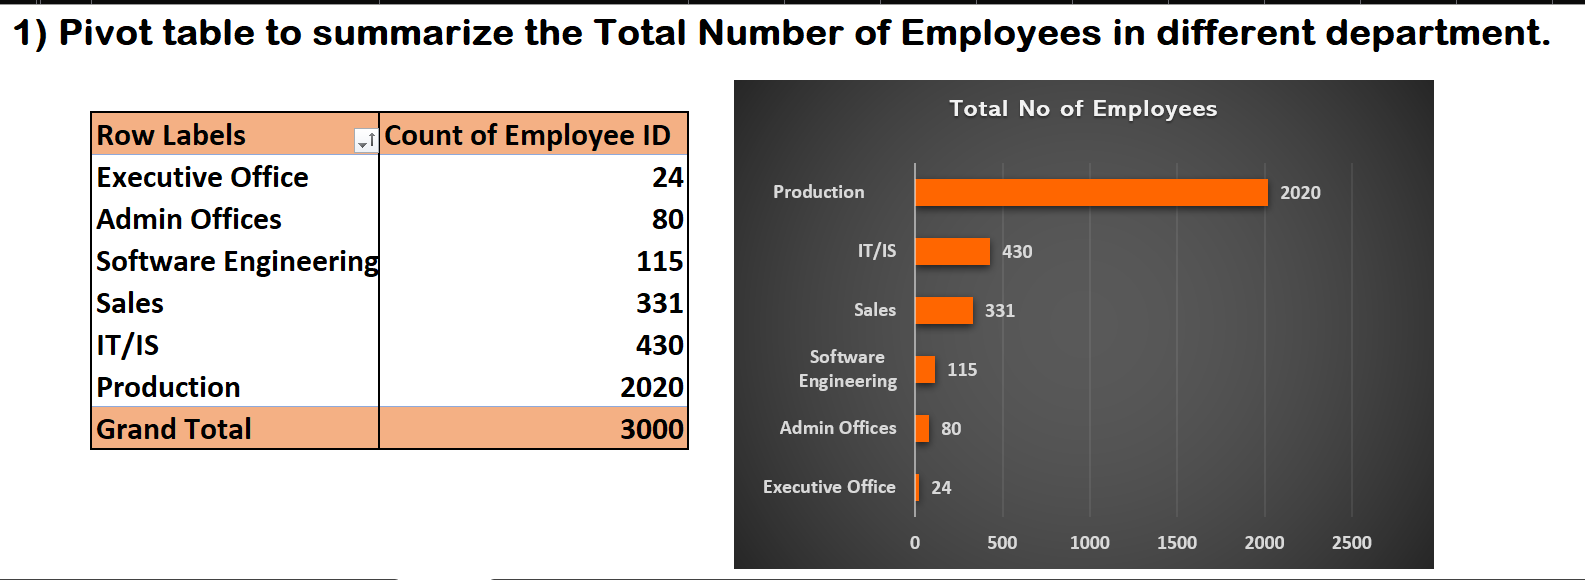 1) Pivot table to summarize the Total Number of Employees in different department.
Row Labels Count of Employee ID
Executive Office 24
Admin Offices 80
Software Engineering 115
Sales 331
IT/IS 430
Production 2020
Grand Total 3000
Total No of Employees
Production 2020
IT/IS 430
Sales 331
Software
Engineering 115
Admin Offices 80
Executive Office 24
0 500 1000 1500 2000 2500